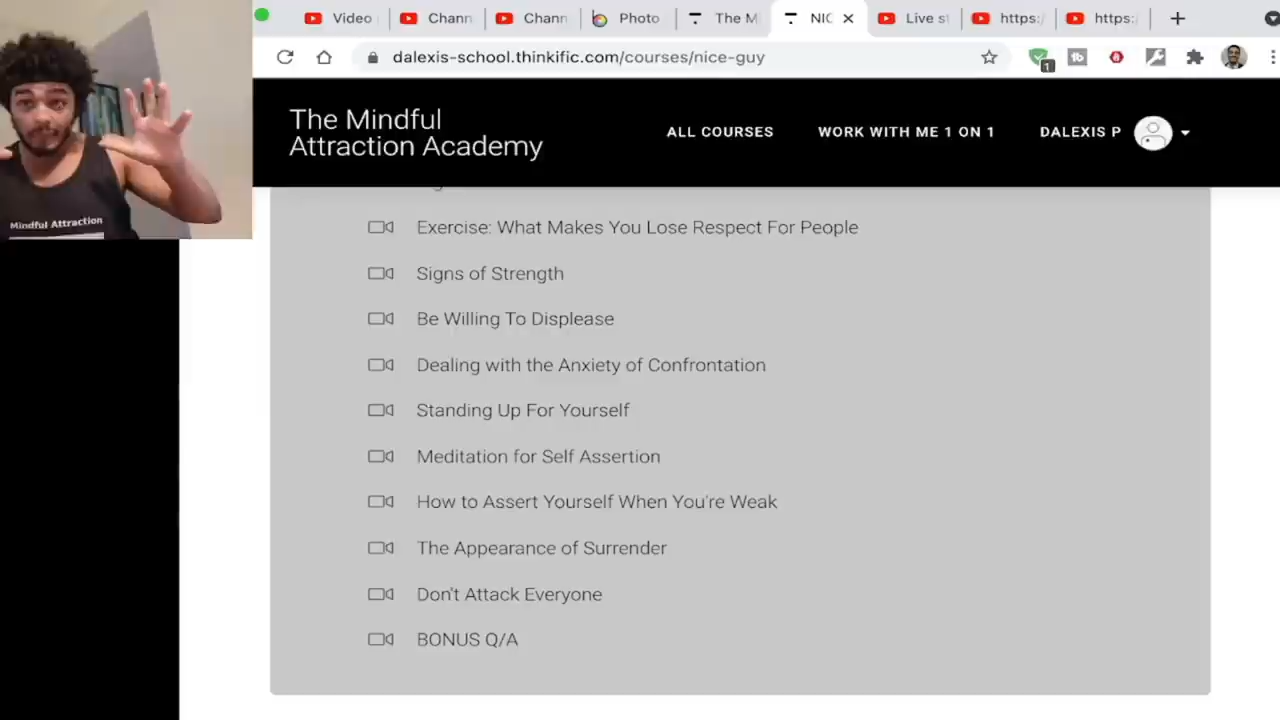 Video
Chann
Chann
Photo
The M
NIC
Live st
https:/
https:/
dalexis-school.thinkific.com/courses/nice-guy
1
The Mindful
Attraction Academy
ALL COURSES
WORK WITH ME 1 ON 1
DALEXIS P
Mindful Attraction
Exercise: What Makes You Lose Respect For People
Signs of Strength
Be Willing To Displease
Dealing with the Anxiety of Confrontation
Standing Up For Yourself
Meditation for Self Assertion
How to Assert Yourself When You're Weak
The Appearance of Surrender
Don't Attack Everyone
BONUS Q/A